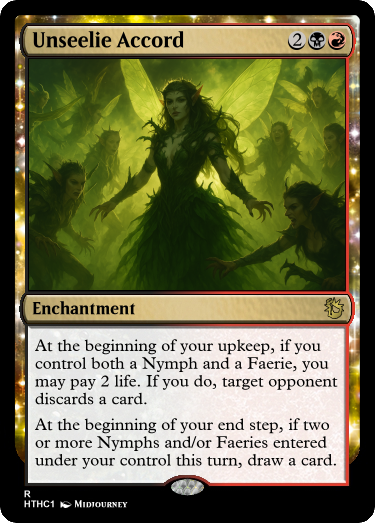 Unseelie Accord 2
Enchantment
At the beginning of your upkeep, if you
control both a Nymph and a Faerie, you
may pay 2 life. If you do, target opponent
discards a card.
At the beginning of your end step, if two
or more Nymphs and/or Faeries entered
under your control this turn, draw a card.
R
HTHC1 Midjourney